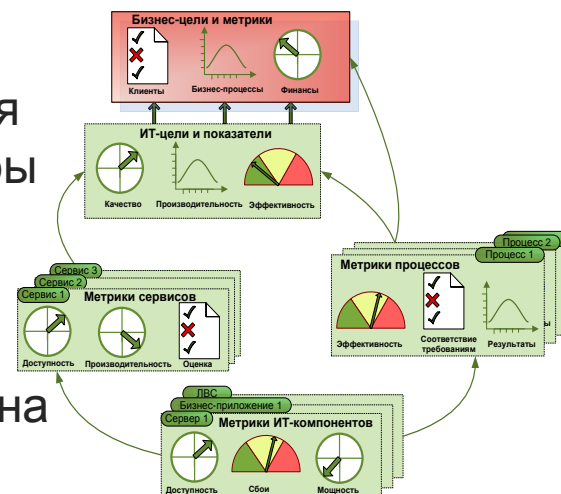 Бизнес-цели и метрики
Клиенты
Бизнес-процессы
Финансы
я
ры
ИТ-цели и показатели
Качество
Производительность
Эффективность
Сервис 3
Сервис 2
Сервис 1
Метрики сервисов
Доступность
Производительность
Оценка
Процесс 2
Процесс 1
Метрики процессов
Эффективность
Соответствие
требованиям
Результаты
ы
на
ЛВС
Бизнес-приложение 1
Сервер 1
Метрики ИТ-компонентов
Доступность
Сбои
Мощность